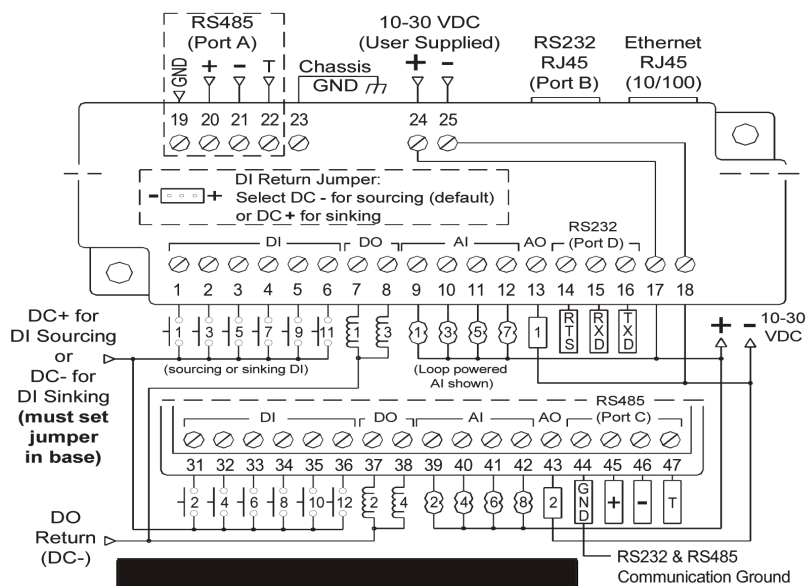 RS485
(Port A)
10-30 VDC
(User Supplied)
RS232
RJ45
(Port B)
Ethernet
RJ45
(10/100)
GND + - T
Chassis
GND
+ -
19 20 21 22 23 24 25
DI Return Jumper:
- +
Select DC - for sourcing (default)
or DC + for sinking
RS232
(Port D)
DI DO AI AO
1 2 3 4 5 6 7 8 9 10 11 12 13 14 15 16 17 18
1 3 5 7 9 11 1 3 1 3 5 7 1 RTS RXD TXD
+ - 10-30
VDC
DC+ for
DI Sourcing
or
DC- for
DI Sinking
(must set
jumper
in base)
(sourcing or sinking DI)
(Loop powered
AI shown)
RS485
(Port C)
DI DO AI AO
31 32 33 34 35 36 37 38 39 40 41 42 43 44 45 46 47
2 4 6 8 10 12 2 4 2 4 6 8 2 GND + - T
DO
Return
(DC-)
RS232 & RS485
Communication Ground